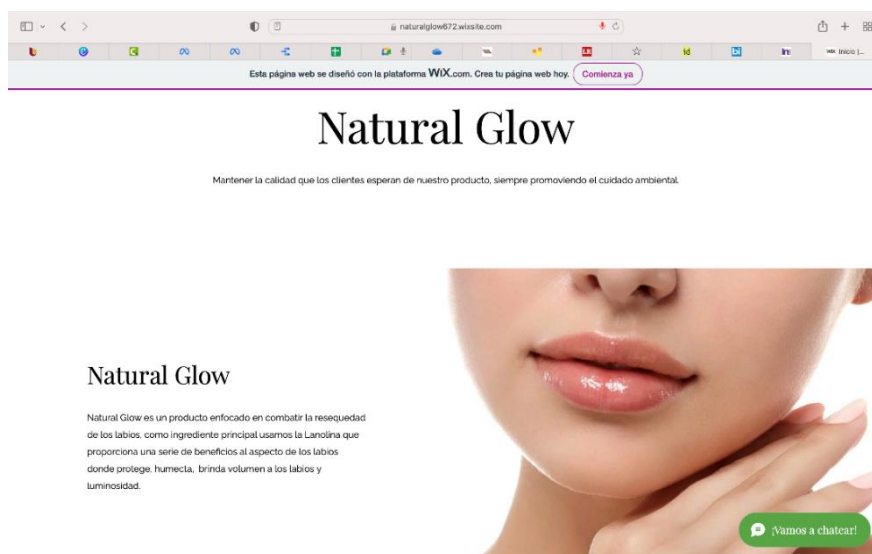 naturalglow672.wixsite.com
Esta página web se diseñó con la plataforma WiX.com. Crea tu página web hoy. Comienza ya
Natural Glow
Mantener la calidad que los clientes esperan de nuestro producto, siempre promoviendo el cuidado ambiental.
Natural Glow
Natural Glow es un producto enfocado en combatir la resequedad
de los labios, como ingrediente principal usamos la Lanolina que
proporciona una serie de beneficios al aspecto de los labios
donde protege, humecta, brinda volumen a los labios y
luminosidad.
¡Vamos a chatear!